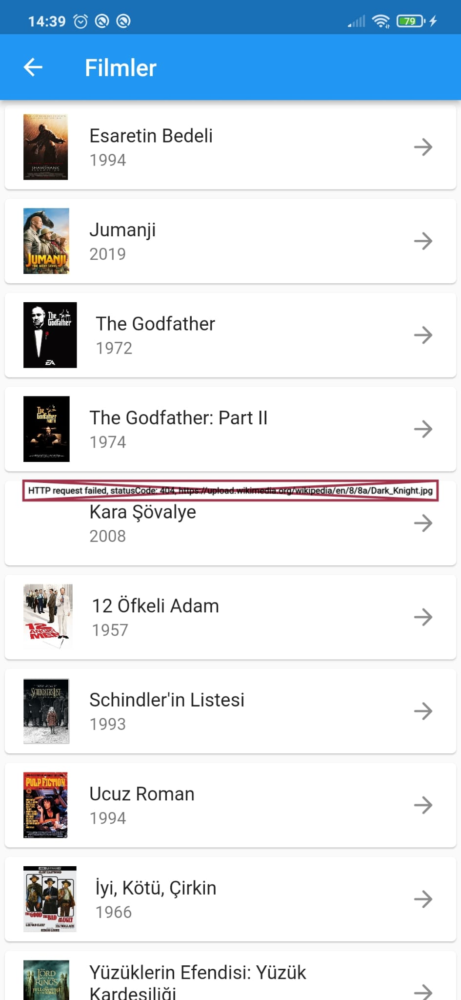 14:39
79
Filmler
SHAWSHANK
REDEMPTION
Esaretin Bedeli
1994
JUMANJI
THE NEXT LEVEL
Jumanji
2019
The
Godfather
EA
The Godfather
1972
The
Godfather
PART II
The Godfather: Part II
1974
HTTP request failed, statusCode: 404, https://upload.wikimedia.org/wikipedia/en/8/8a/Dark_Knight.jpg
Kara Şövalye
2008
12
ANGRY
MEN
12 Öfkeli Adam
1957
SCHINDLER'S LIST
Schindler'in Listesi
1993
PULP FICTION
Ucuz Roman
1994
CLINT EASTWOOD
THE GOOD THE BAD AND THE UGLY
LEE VAN CLEEF
ELI WALLACH
SERGIO LEONE
İyi, Kötü, Çirkin
1966
THE
LORD
OF THE
RINGS
THE FELLOWSHIP
OF THE RING
Yüzüklerin Efendisi: Yüzük
Kardeşliği